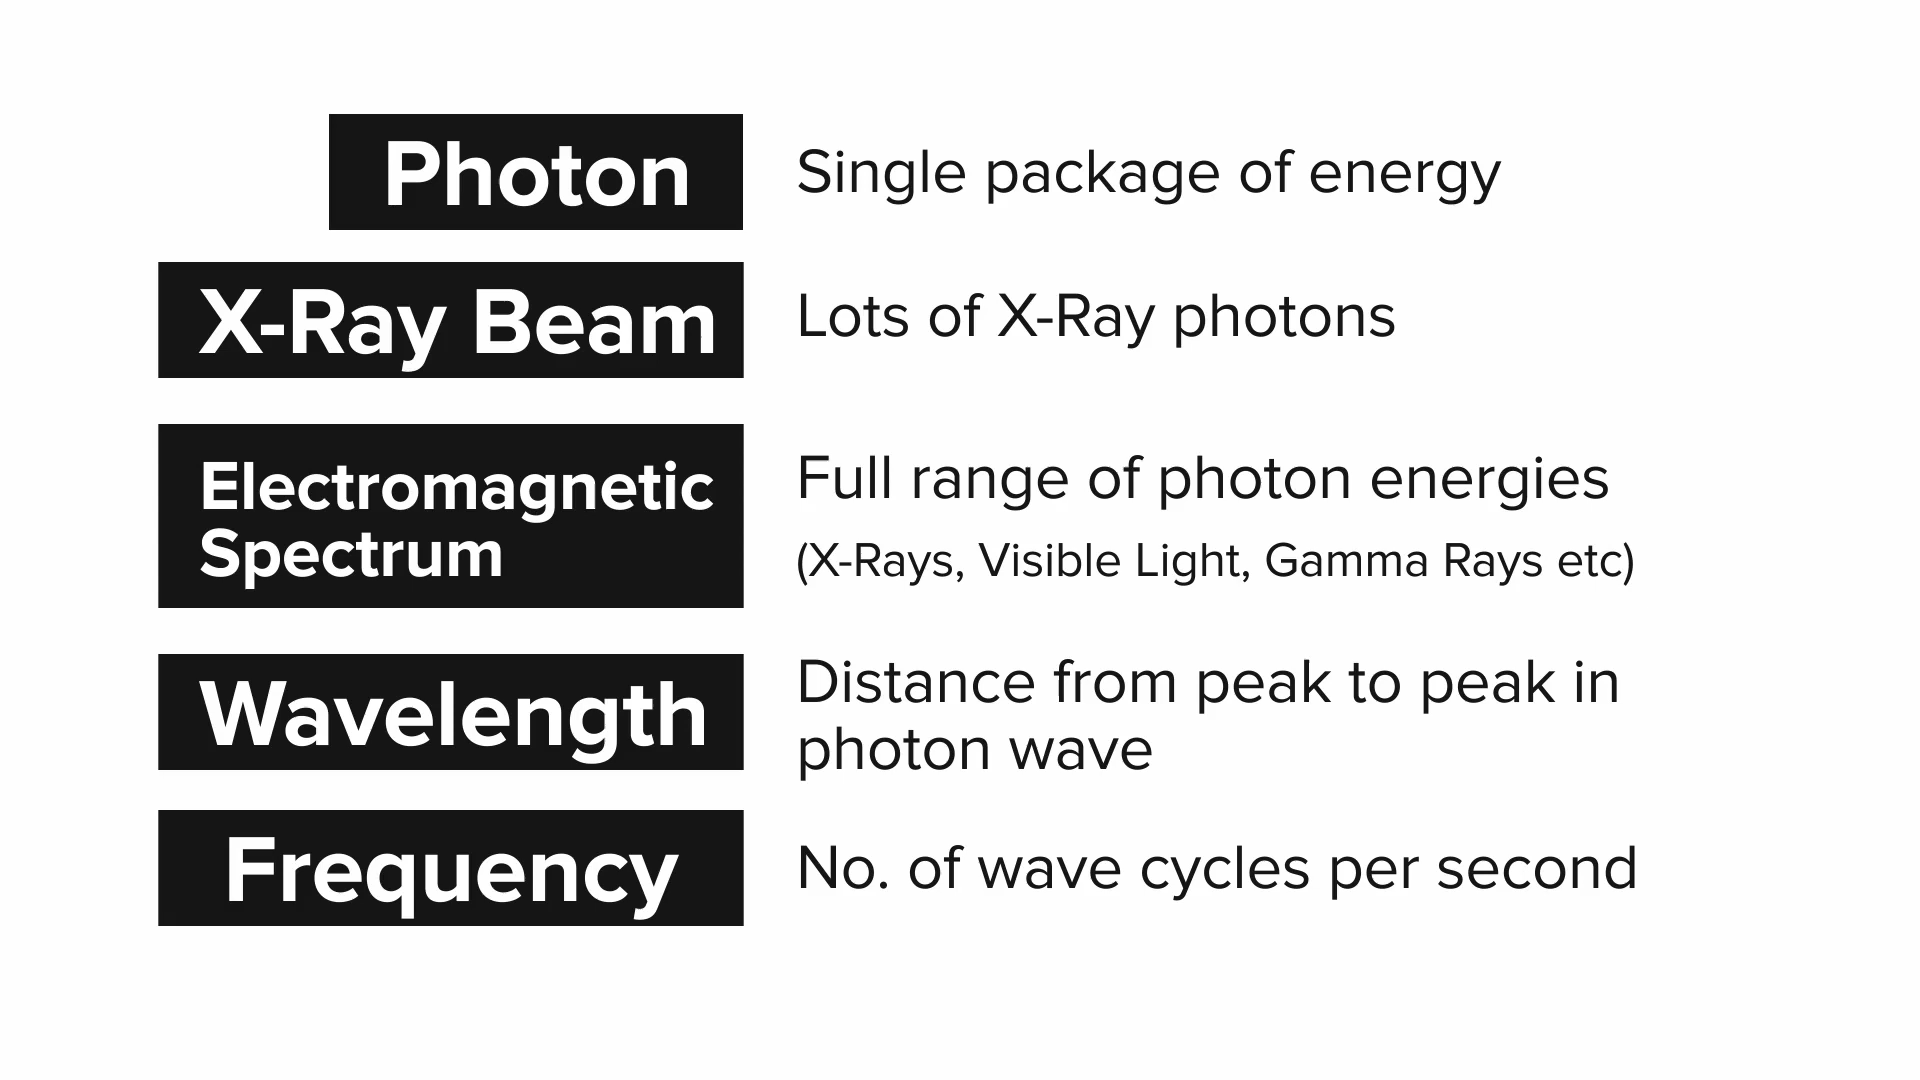 Photon
Single package of energy
X-Ray Beam
Lots of X-Ray photons
Electromagnetic
Spectrum
Full range of photon energies
(X-Rays, Visible Light, Gamma Rays etc)
Wavelength
Distance from peak to peak in
photon wave
Frequency
No. of wave cycles per second